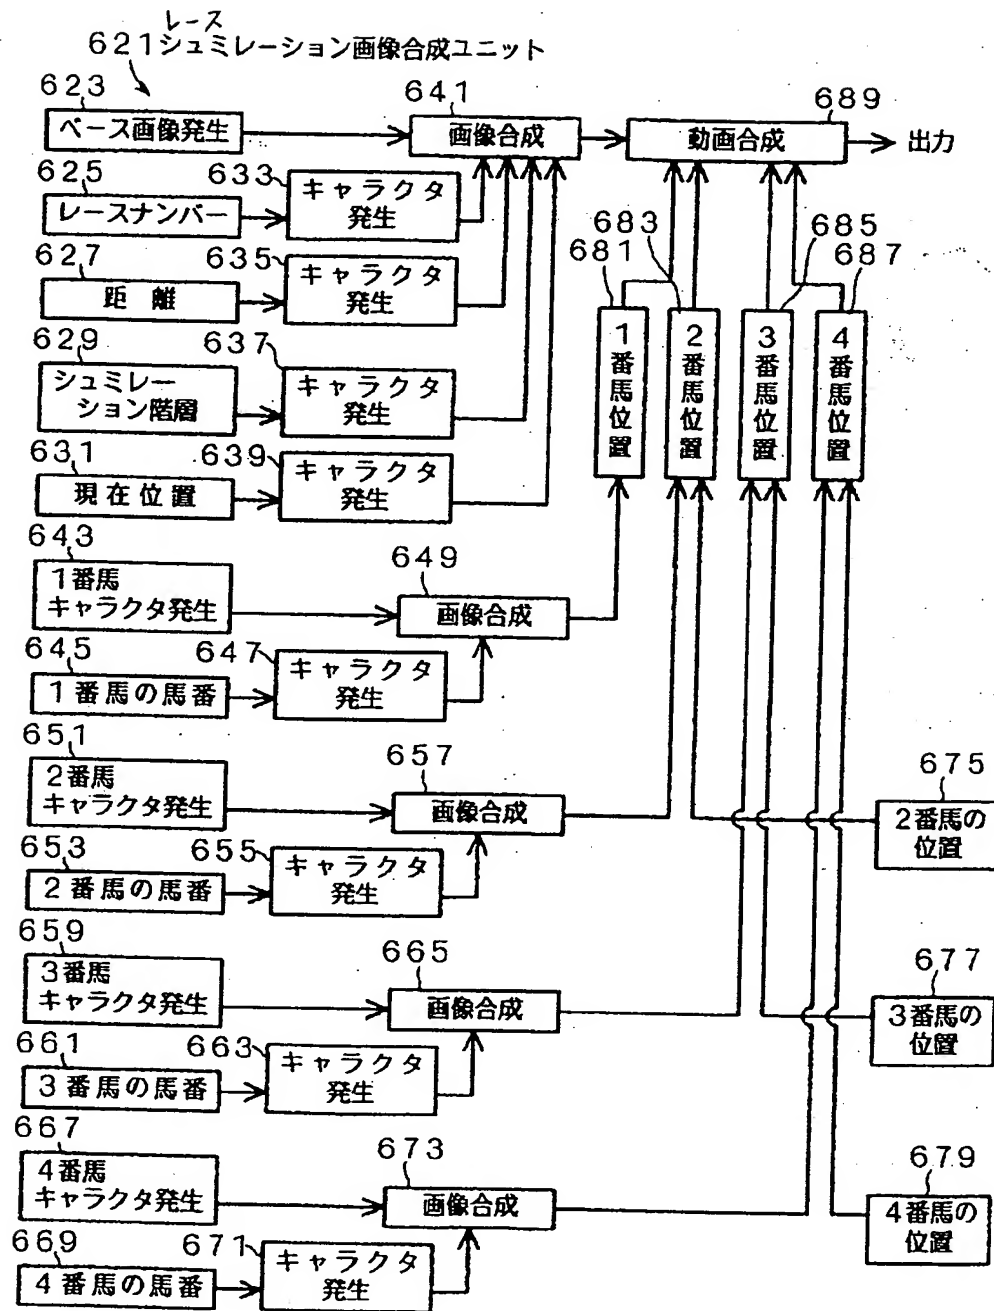 レース
621 シュミレーション画像合成ユニット
623
ベース画像発生
641
画像合成
689
動画合成
出力
625
レースナンバー
633
キャラクタ
発生
627
距離
635
キャラクタ
発生
629
シュミレー
ション階層
637
キャラクタ
発生
631
現在位置
639
キャラクタ
発生
683
681
685
687
1番馬位置
2番馬位置
3番馬位置
4番馬位置
643
1番馬
キャラクタ発生
649
画像合成
645
1番馬の馬番
647
キャラクタ
発生
651
2番馬
キャラクタ発生
657
画像合成
675
2番馬の
位置
653
2番馬の馬番
655
キャラクタ
発生
659
3番馬
キャラクタ発生
665
画像合成
677
3番馬の
位置
661
3番馬の馬番
663
キャラクタ
発生
667
4番馬
キャラクタ発生
673
画像合成
679
4番馬の
位置
669
4番馬の馬番
671
キャラクタ
発生